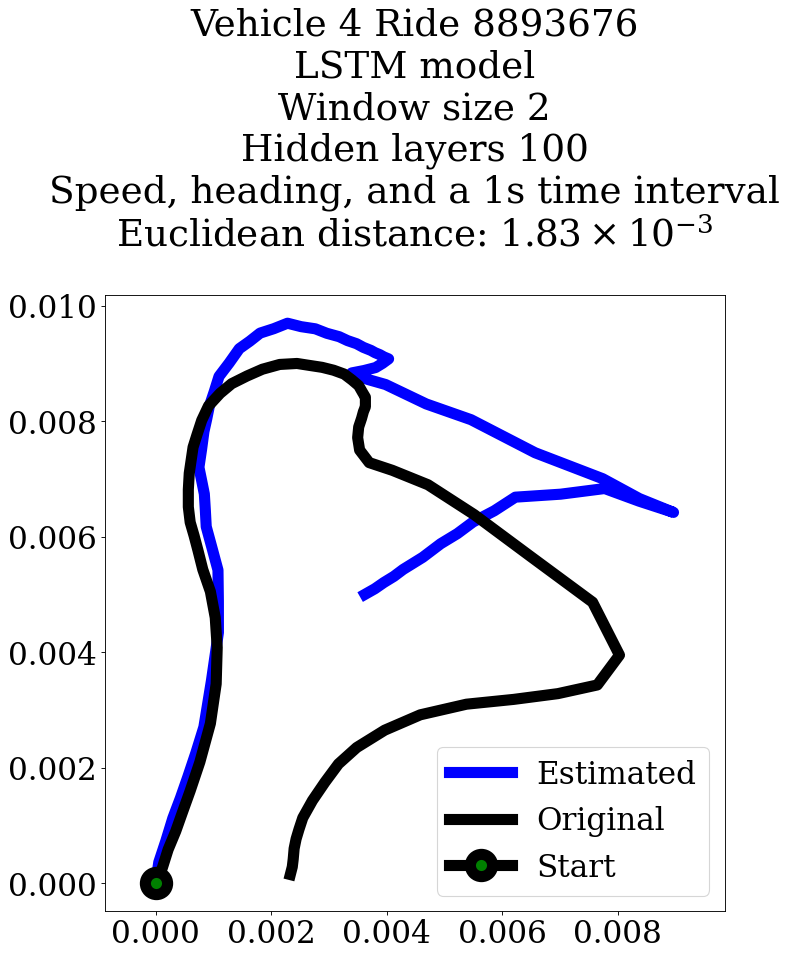 Vehicle 4 Ride 8893676
LSTM model
Window size 2
Hidden layers 100
Speed, heading, and a 1s time interval
Euclidean distance: 1.83 × 10⁻³
0.010
0.008
0.006
0.004
0.002
0.000
Estimated
Original
Start
0.000 0.002 0.004 0.006 0.008